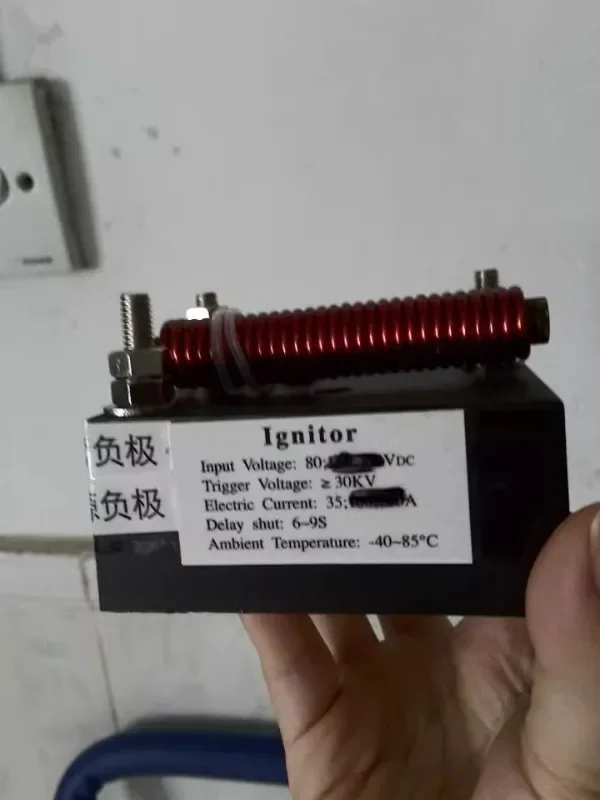 Ignitor
负极
负极
Input Voltage: 80; VDC
Trigger Voltage: ≥30KV
Electric Current: 35; A
Delay shut: 6~9S
Ambient Temperature: -40~85°C